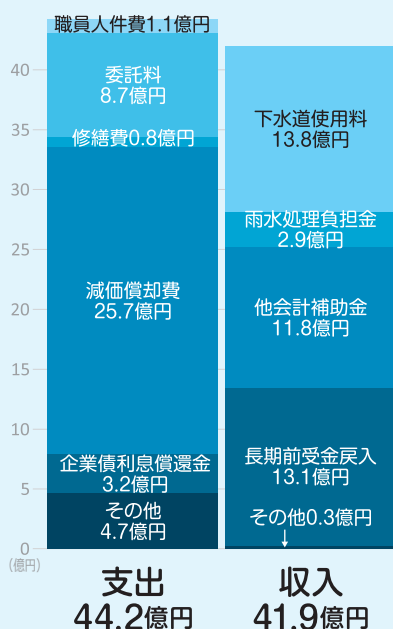 職員人件費1.1億円
委託料
8.7億円
修繕費0.8億円
減価償却費
25.7億円
企業債利息償還金
3.2億円
その他
4.7億円
下水道使用料
13.8億円
雨水処理負担金
2.9億円
他会計補助金
11.8億円
長期前受金戻入
13.1億円
その他0.3億円
40
35
30
25
20
15
10
5
0
(億円)
支出
44.2億円
収入
41.9億円